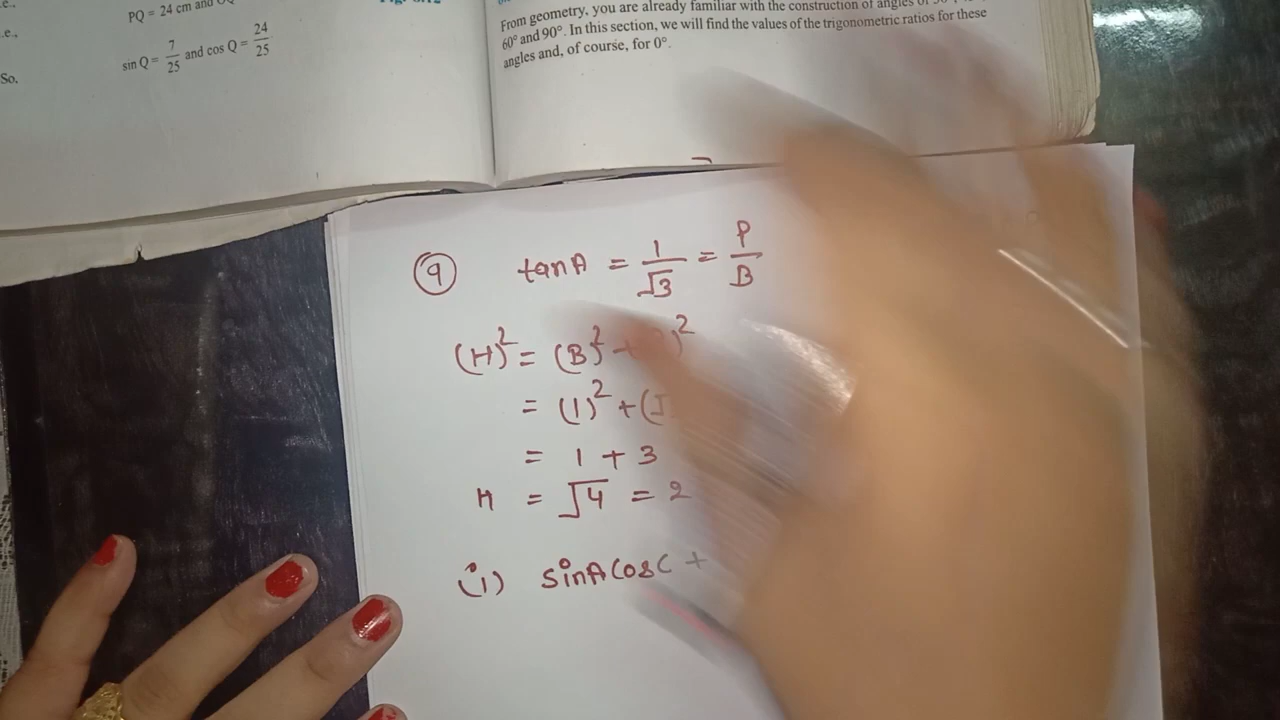 PQ = 24 cm and
sin Q = 7/25 and cos Q = 24/25
So,
From geometry, you are already familiar with the construction of angles of
60° and 90°. In this section, we will find the values of the trigonometric ratios for these
angles and, of course, for 0°.
9 tanA = 1/√3 = P/B
(H)² = (B)² + ( )²
= (1)² + (√
= 1 + 3
H = √4 = 2
(i) sinA cosC +